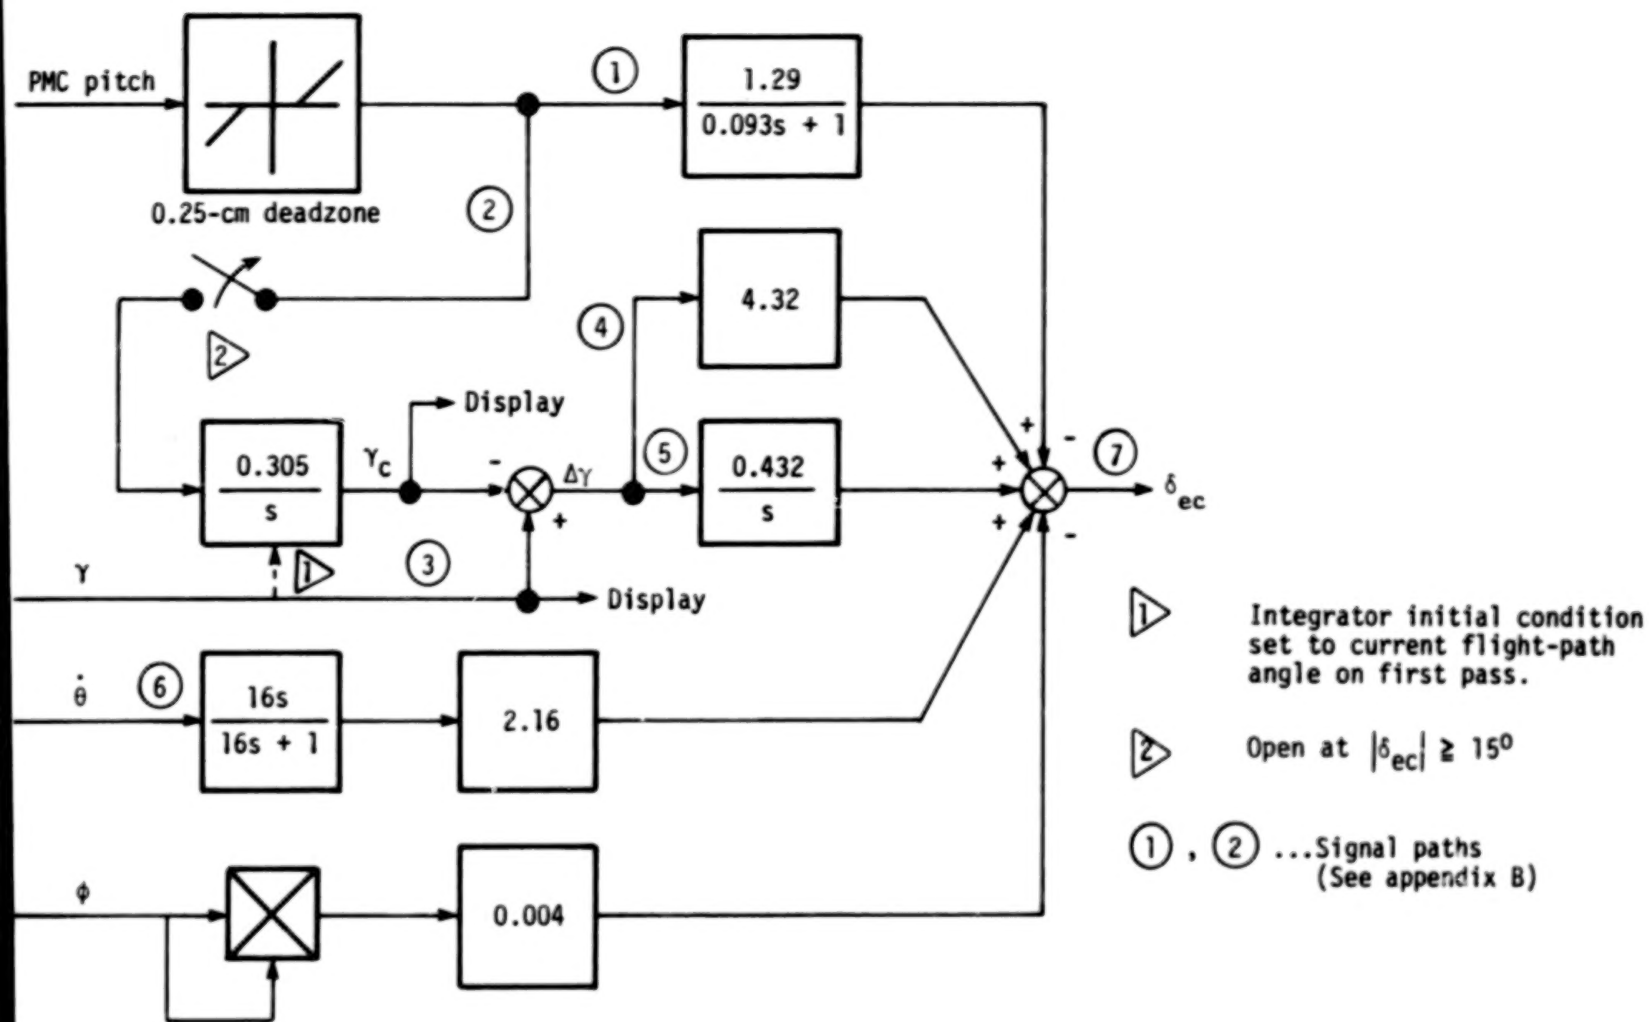 PMC pitch
1
1.29
0.093s + 1
0.25-cm deadzone
2
2
4
4.32
Display
0.305
s
γc
-
Δγ
+
5
0.432
s
+
-
+
+
-
7
δec
γ
1
3
Display
θ̇
6
16s
16s + 1
2.16
ϕ
0.004
1
Integrator initial condition
set to current flight-path
angle on first pass.
2
Open at |δec| ≧ 15⁰
1 , 2 ...Signal paths
(See appendix B)